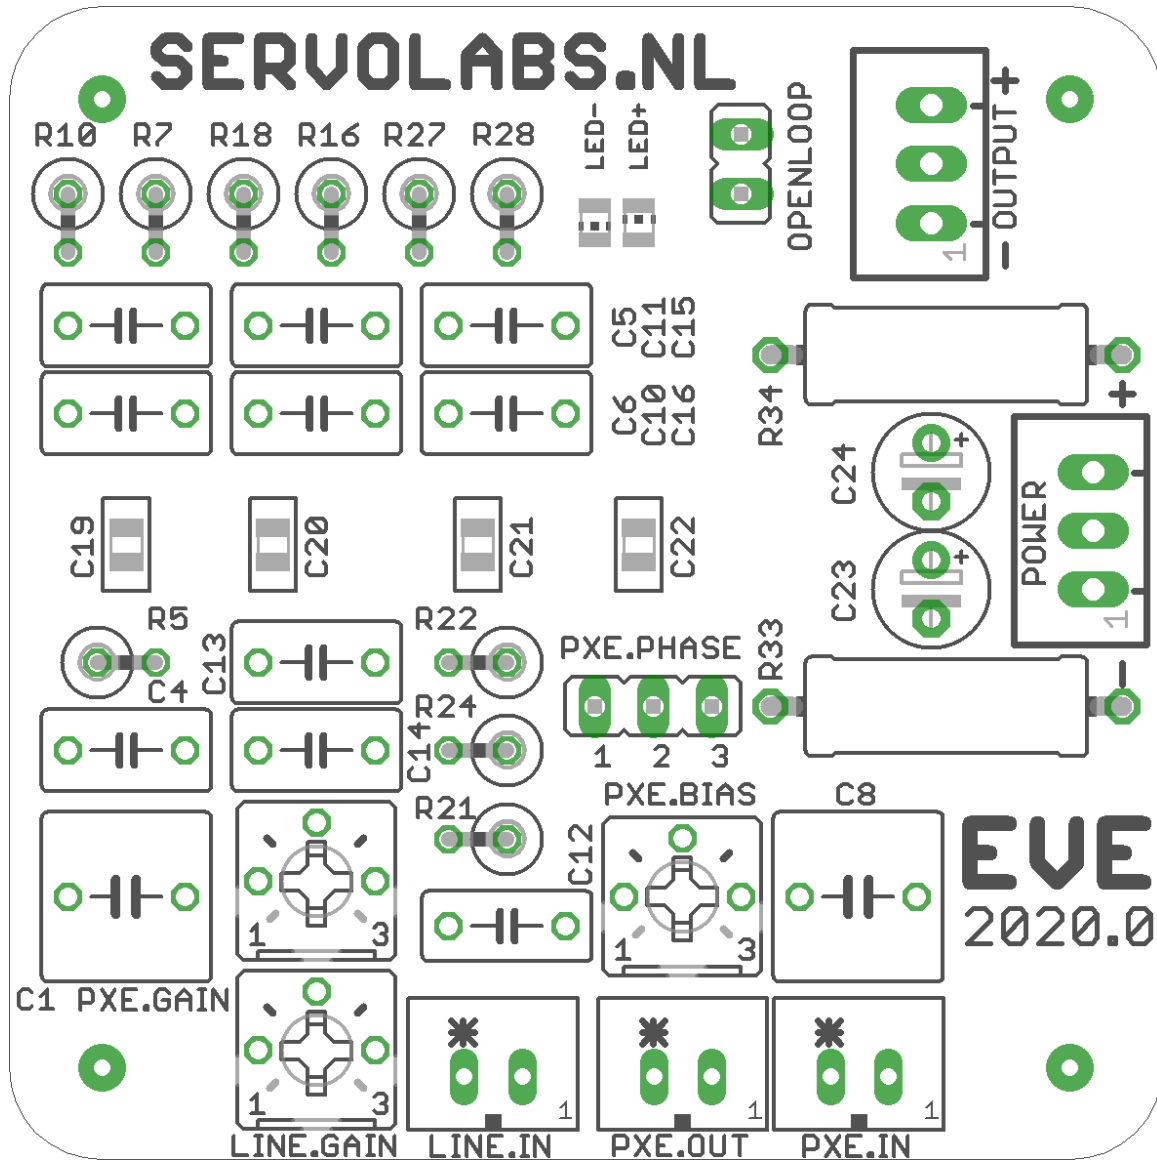 SERVOLABS.NL
R10 R7 R18 R16 R27 R28
LED-
LED+
OPENLOOP
- OUTPUT +
1
C5
C11
C15
C6
C10
C16
R34
+
C24
+
POWER
1
C23
+
C19
C20
C21
C22
R5
C13
R22
PXE.PHASE
R33
-
C4
R24
C14
1 2 3
R21
PXE.BIAS
C8
C12
EVE
2020.0
1 3
1 3
C1 PXE.GAIN
1 3
1
1
1
LINE.GAIN LINE.IN PXE.OUT PXE.IN